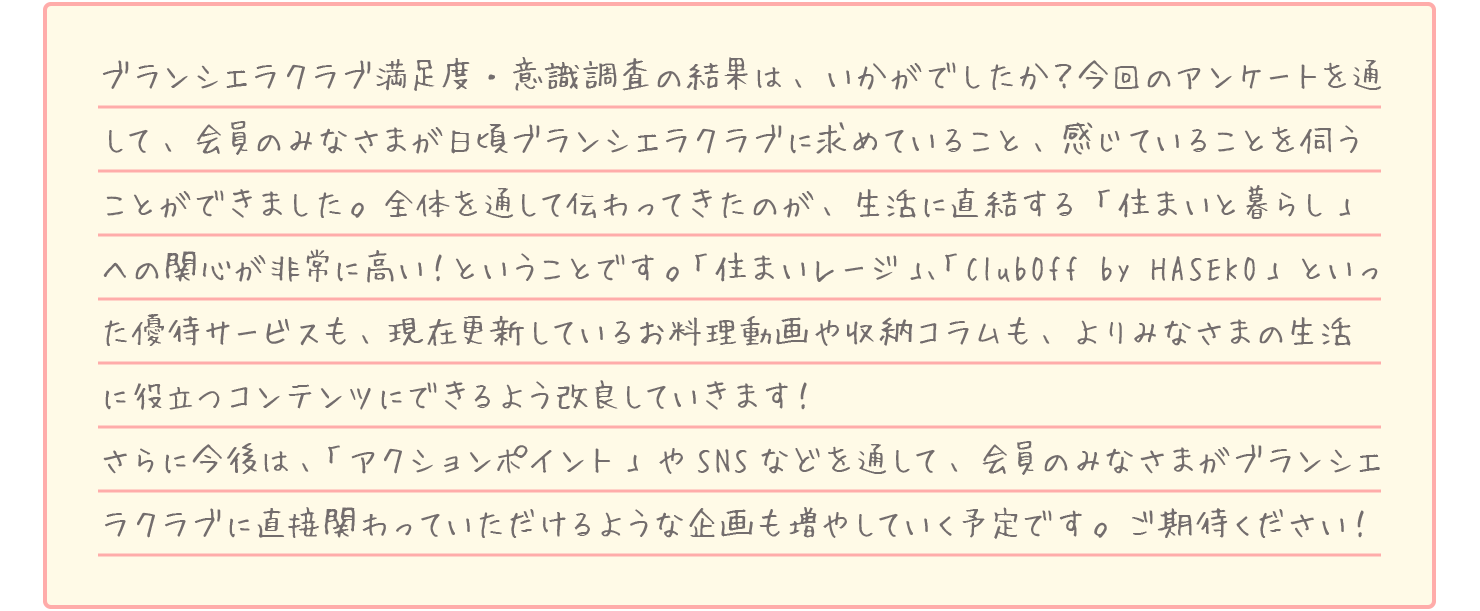 ブランシエラクラブ満足度・意識調査の結果は、いかがでしたか？今回のアンケートを通
して、会員のみなさまが日頃ブランシエラクラブに求めていること、感じていることを伺う
ことができました。全体を通して伝わってきたのが、生活に直結する「住まいと暮らし」
への関心が非常に高い！ということです。「住まいレージ」、「ClubOff by HASEKO」といっ
た優待サービスも、現在更新しているお料理動画や収納コラムも、よりみなさまの生活
に役立つコンテンツにできるよう改良していきます！
さらに今後は、「アクションポイント」やSNSなどを通して、会員のみなさまがブランシエ
ラクラブに直接関わっていただけるような企画も増やしていく予定です。ご期待ください！